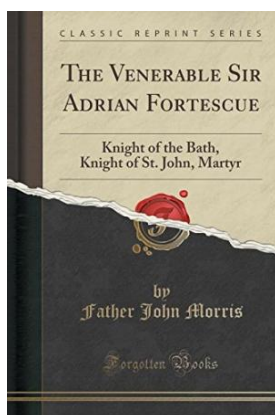 CLASSIC REPRINT SERIES
THE VENERABLE SIR
ADRIAN FORTESCUE
Knight of the Bath,
Knight of St. John, Martyr
by
Father John Morris
Forgotten Books